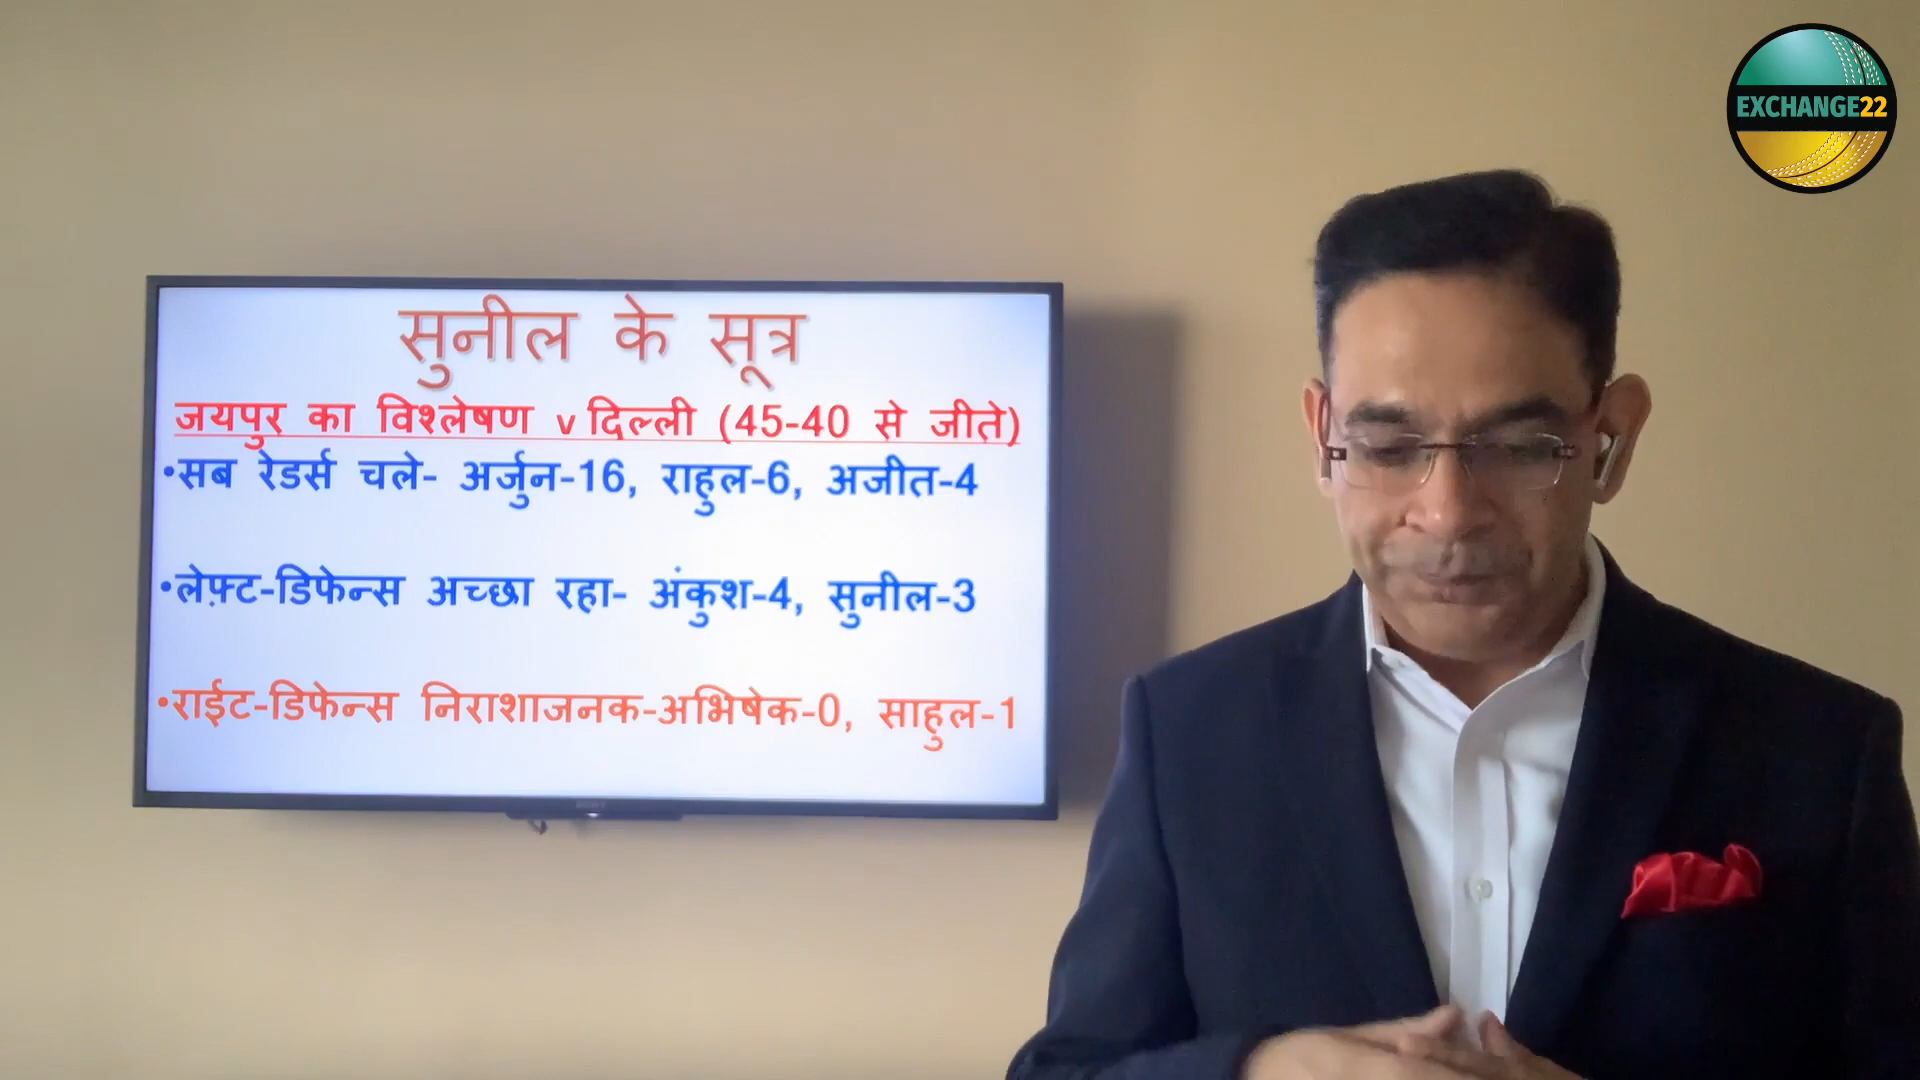 EXCHANGE22
सुनील के सूत्र
जयपुर का विश्लेषण v दिल्ली (45-40 से जीते)
•सब रेडर्स चले- अर्जुन-16, राहुल-6, अजीत-4
•लेफ़्ट-डिफेन्स अच्छा रहा- अंकुश-4, सुनील-3
•राईट-डिफेन्स निराशाजनक-अभिषेक-0, साहुल-1
SONY